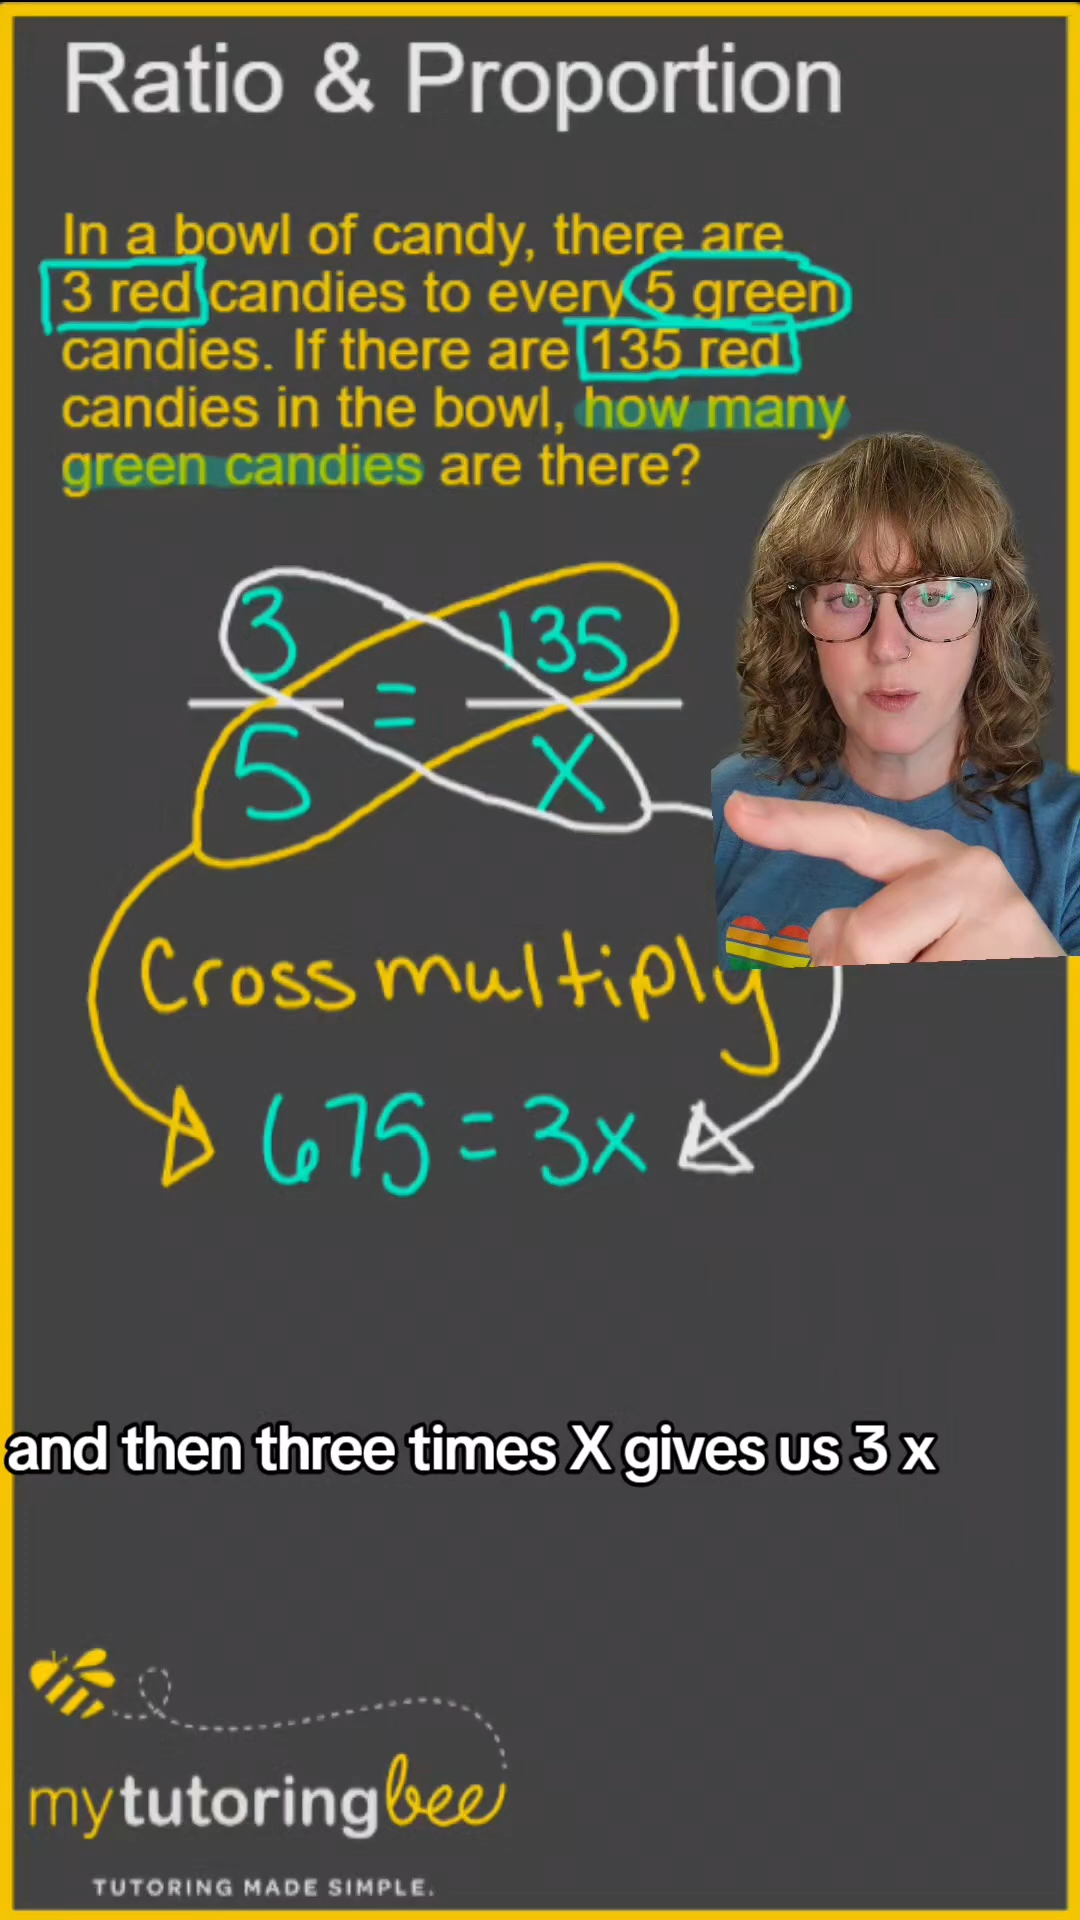 Ratio & Proportion
In a bowl of candy, there are
3 red candies to every 5 green
candies. If there are 135 red
candies in the bowl, how many
green candies are there?
3 = 135
5 x
Cross multiply
675 = 3x
and then three times X gives us 3 x
mytutoringbee
TUTORING MADE SIMPLE.